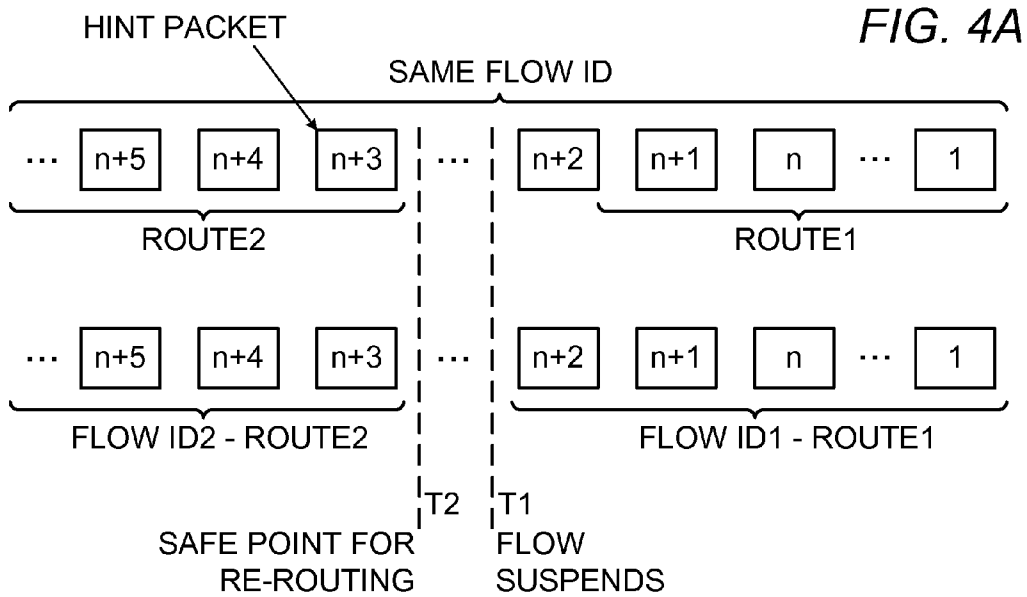 FIG. 4A
HINT PACKET
SAME FLOW ID
... n+5 n+4 n+3 ... n+2 n+1 n ... 1
ROUTE2 ROUTE1
... n+5 n+4 n+3 ... n+2 n+1 n ... 1
FLOW ID2 - ROUTE2 FLOW ID1 - ROUTE1
T2 T1
SAFE POINT FOR FLOW
RE-ROUTING SUSPENDS